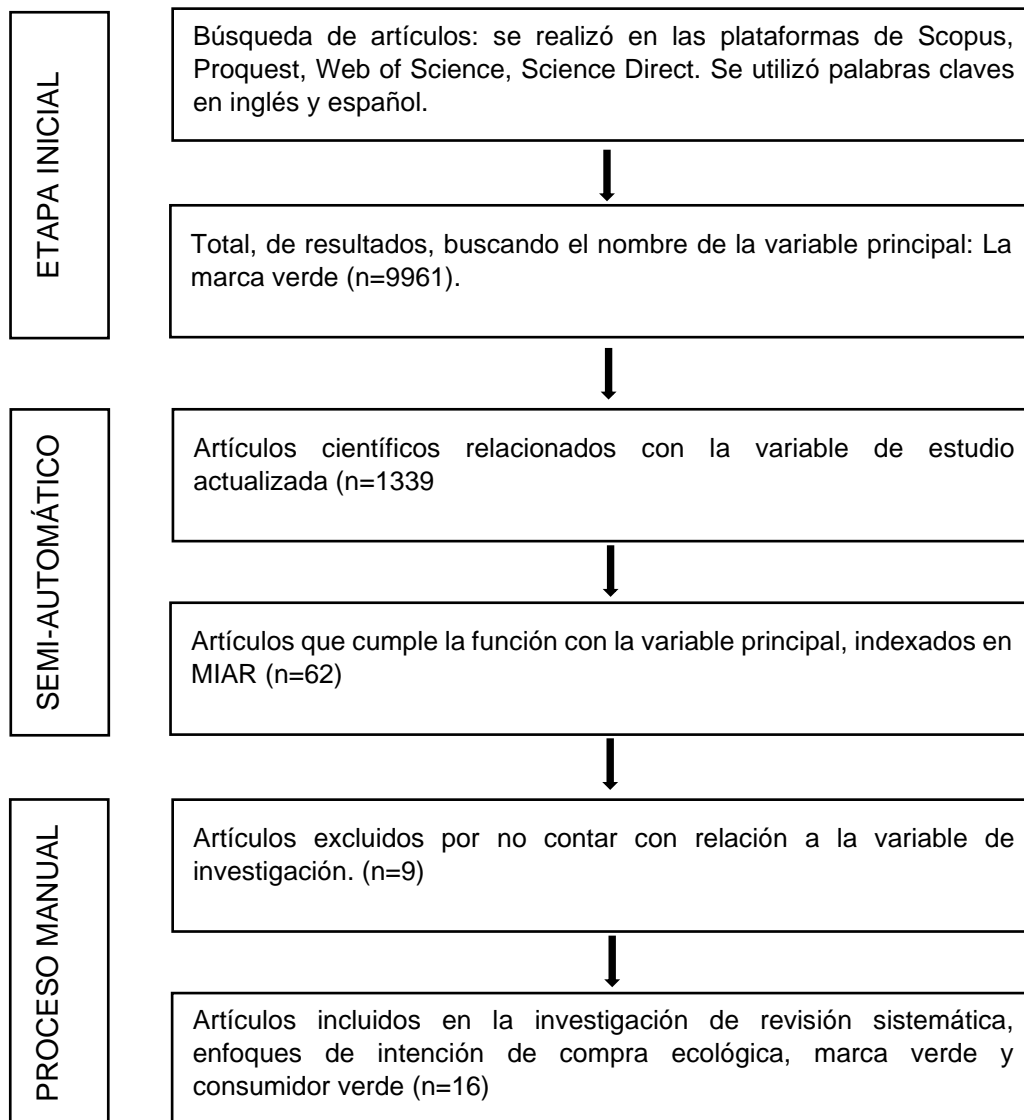 ETAPA INICIAL
Búsqueda de artículos: se realizó en las plataformas de Scopus,
Proquest, Web of Science, Science Direct. Se utilizó palabras claves
en inglés y español.
Total, de resultados, buscando el nombre de la variable principal: La
marca verde (n=9961).
SEMI-AUTOMÁTICO
Artículos científicos relacionados con la variable de estudio
actualizada (n=1339
Artículos que cumple la función con la variable principal, indexados en
MIAR (n=62)
PROCESO MANUAL
Artículos excluidos por no contar con relación a la variable de
investigación. (n=9)
Artículos incluidos en la investigación de revisión sistemática,
enfoques de intención de compra ecológica, marca verde y
consumidor verde (n=16)